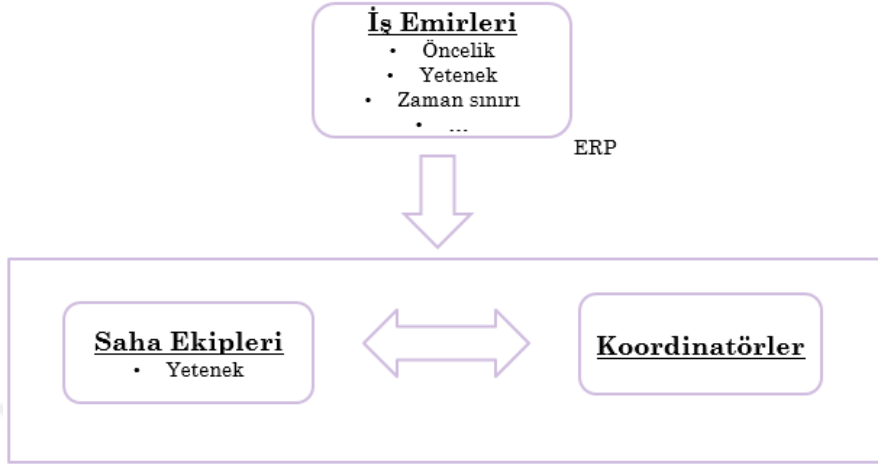 İş Emirleri
• Öncelik
• Yetenek
• Zaman sınırı
• ...
ERP
Saha Ekipleri
• Yetenek
Koordinatörler